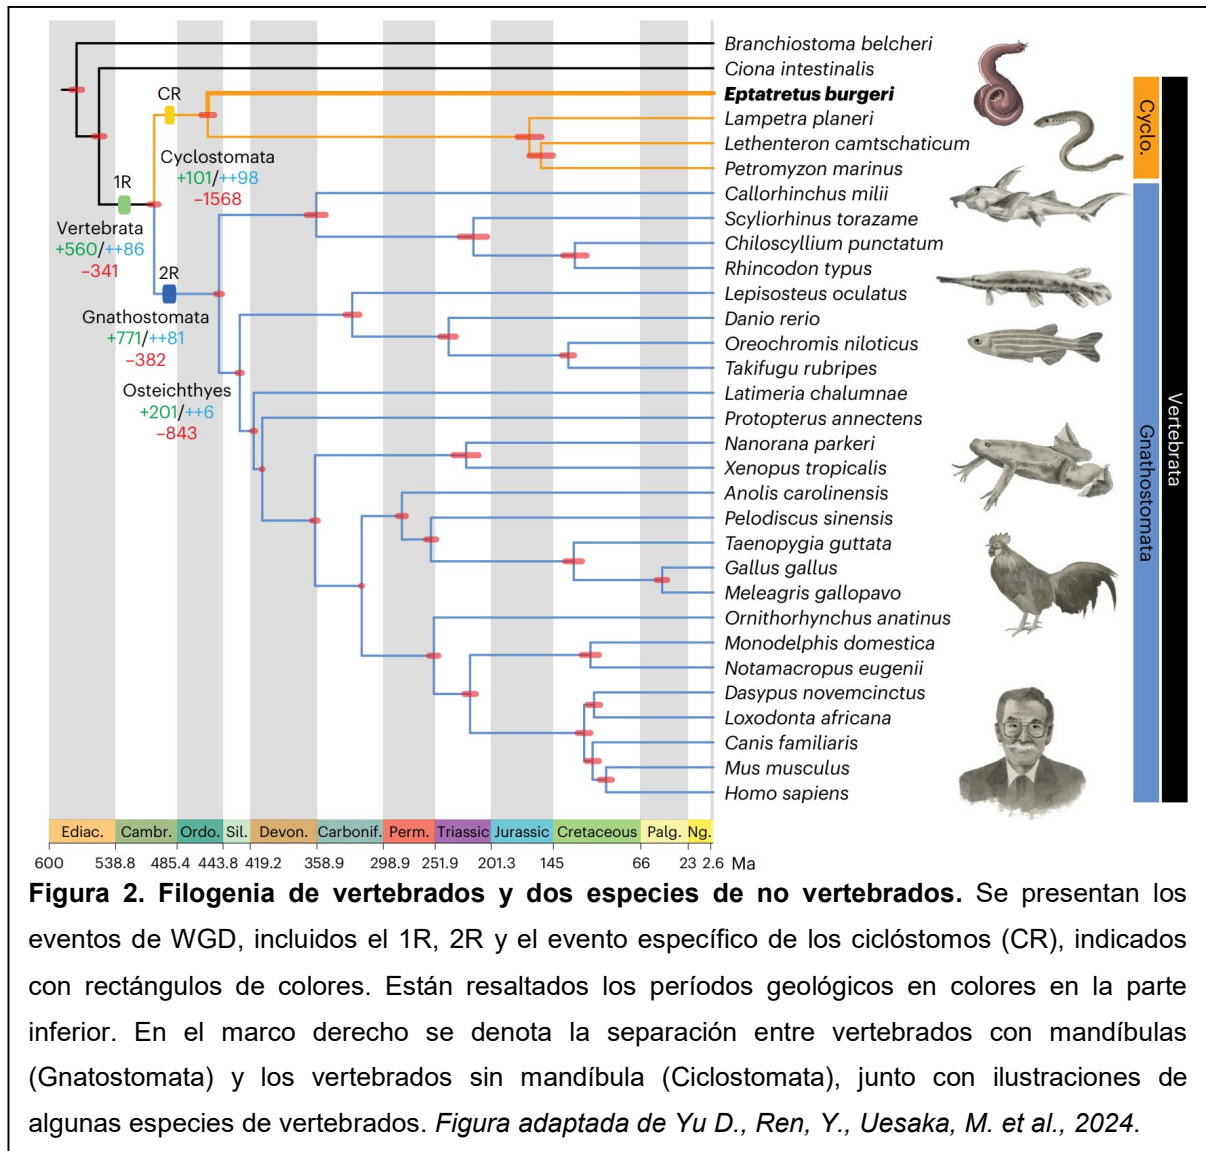 Branchiostoma belcheri
Ciona intestinalis
CR
Eptatretus burgeri
Lampetra planeri
Lethenteron camtschaticum
Petromyzon marinus
Cyclostomata
+101/++98
−1568
1R
Vertebrata
+560/++86
−341
2R
Gnathostomata
+771/++81
−382
Osteichthyes
+201/++6
−843
Callorhinchus milii
Scyliorhinus torazame
Chiloscyllium punctatum
Rhincodon typus
Lepisosteus oculatus
Danio rerio
Oreochromis niloticus
Takifugu rubripes
Latimeria chalumnae
Protopterus annectens
Nanorana parkeri
Xenopus tropicalis
Anolis carolinensis
Pelodiscus sinensis
Taenopygia guttata
Gallus gallus
Meleagris gallopavo
Ornithorhynchus anatinus
Monodelphis domestica
Notamacropus eugenii
Dasypus novemcinctus
Loxodonta africana
Canis familiaris
Mus musculus
Homo sapiens
Cyclo.
Gnathostomata
Vertebrata
Ediac. Cambr. Ordo. Sil. Devon. Carbonif. Perm. Triassic Jurassic Cretaceous Palg. Ng.
600 538.8 485.4 443.8 419.2 358.9 298.9 251.9 201.3 145 66 23 2.6 Ma
Figura 2. Filogenia de vertebrados y dos especies de no vertebrados. Se presentan los
eventos de WGD, incluidos el 1R, 2R y el evento específico de los ciclóstomos (CR), indicados
con rectángulos de colores. Están resaltados los períodos geológicos en colores en la parte
inferior. En el marco derecho se denota la separación entre vertebrados con mandíbulas
(Gnatostomata) y los vertebrados sin mandíbula (Ciclostomata), junto con ilustraciones de
algunas especies de vertebrados. Figura adaptada de Yu D., Ren, Y., Uesaka, M. et al., 2024.